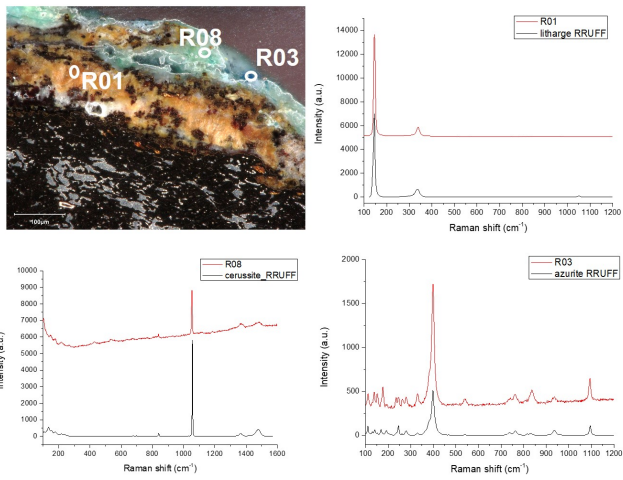 R08
R03
R01
100µm
R01
litharge RRUFF
14000
12000
10000
8000
6000
4000
2000
0
Intensity (a.u.)
100 200 300 400 500 600 700 800 900 1000 1100 1200
Raman shift (cm-1)
R08
cerussite_RRUFF
10000
9000
8000
7000
6000
5000
4000
3000
2000
1000
0
Intensity (a.u.)
200 400 600 800 1000 1200 1400 1600
Raman shift (cm-1)
R03
azurite RRUFF
2000
1500
1000
500
0
Intensity (a.u.)
100 200 300 400 500 600 700 800 900 1000 1100 1200
Raman shift (cm-1)